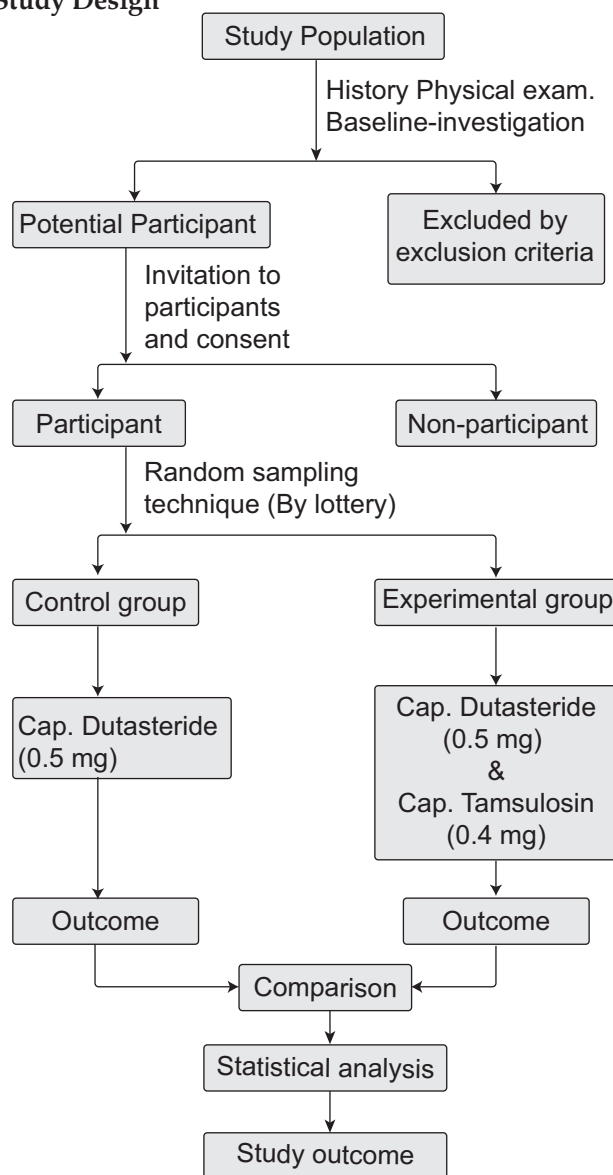 Study Design
Study Population
History Physical exam.
Baseline-investigation
Potential Participant
Excluded by
exclusion criteria
Invitation to
participants
and consent
Participant
Non-participant
Random sampling
technique (By lottery)
Control group
Experimental group
Cap. Dutasteride
(0.5 mg)
Cap. Dutasteride
(0.5 mg)
&
Cap. Tamsulosin
(0.4 mg)
Outcome
Outcome
Comparison
Statistical analysis
Study outcome